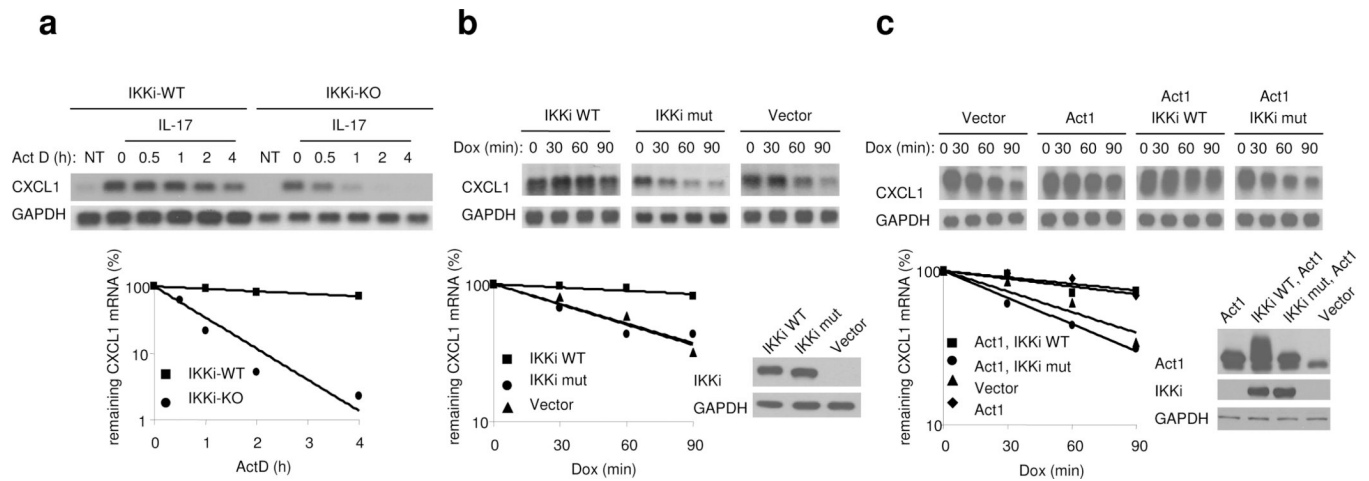 a
IKKi-WT IKKi-KO
IL-17 IL-17
Act D (h): NT 0 0.5 1 2 4 NT 0 0.5 1 2 4
CXCL1
GAPDH
remaining CXCL1 mRNA (%)
100
10
1
IKKi-WT
IKKi-KO
0 1 2 3 4
ActD (h)
b
IKKi WT IKKi mut Vector
Dox (min): 0 30 60 90 0 30 60 90 0 30 60 90
CXCL1
GAPDH
remaining CXCL1 mRNA (%)
100
10
IKKi WT
IKKi mut
Vector
0 30 60 90
Dox (min)
IKKi WT
IKKi mut
Vector
IKKi
GAPDH
c
Vector
Act1
Act1
IKKi WT
Act1
IKKi mut
Dox (min): 0 30 60 90 0 30 60 90 0 30 60 90 0 30 60 90
CXCL1
GAPDH
remaining CXCL1 mRNA (%)
100
10
Act1, IKKi WT
Act1, IKKi mut
Vector
Act1
0 30 60 90
Dox (min)
Act1
IKKi WT, Act1
IKKi mut, Act1
Vector
Act1
IKKi
GAPDH